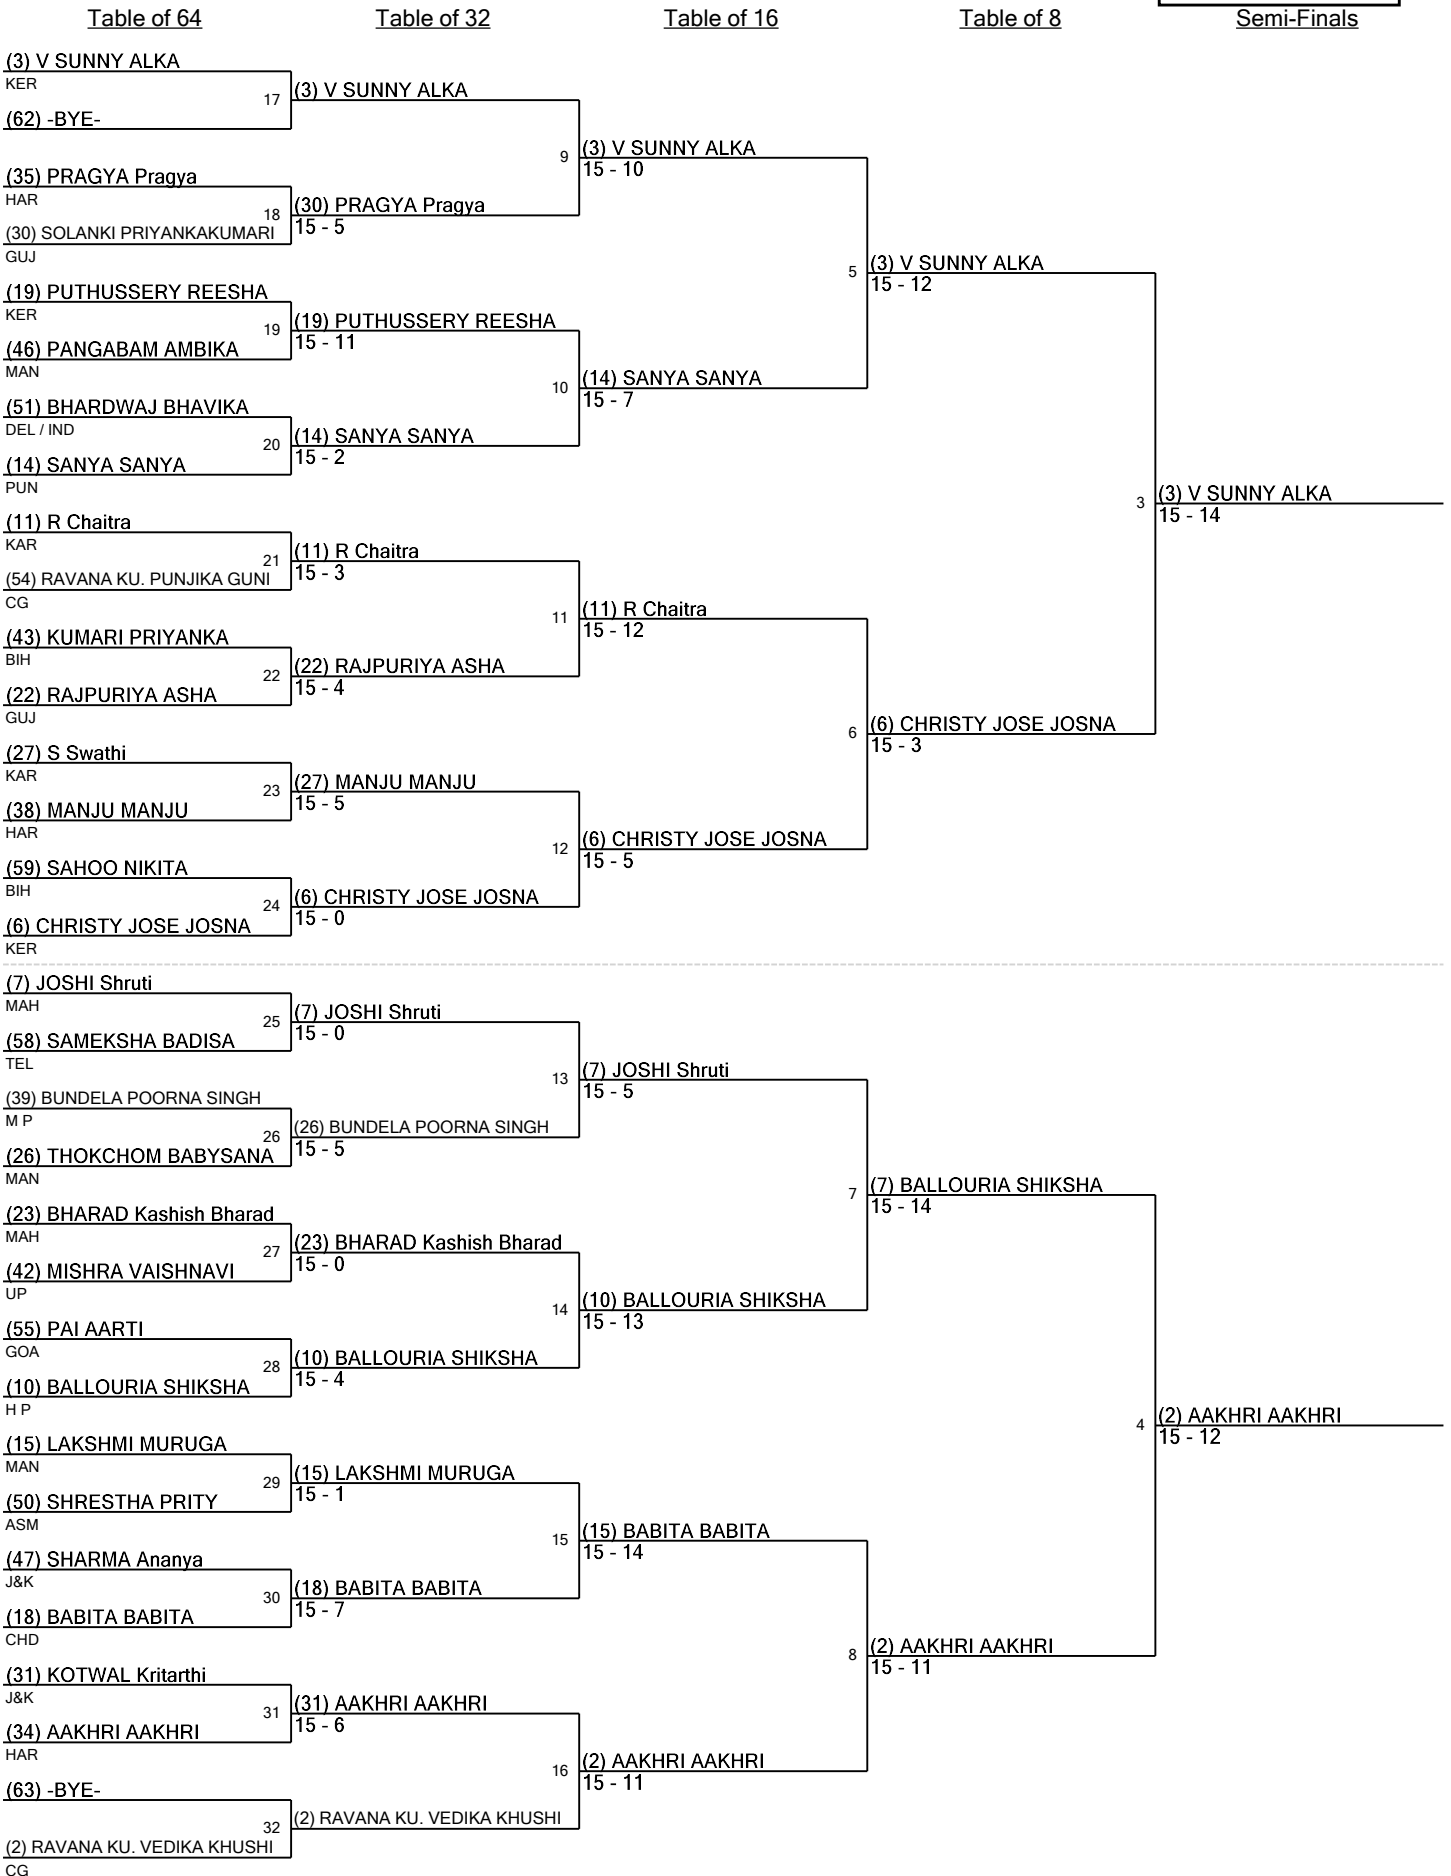 Table of 64
Table of 32
Table of 16
Table of 8
Semi-Finals
(3) V SUNNY ALKA
KER
17
(62) -BYE-
(35) PRAGYA Pragya
HAR
18
(30) SOLANKI PRIYANKAKUMARI
GUJ
(19) PUTHUSSERY REESHA
KER
19
(46) PANGABAM AMBIKA
MAN
(51) BHARDWAJ BHAVIKA
DEL / IND
20
(14) SANYA SANYA
PUN
(11) R Chaitra
KAR
21
(54) RAVANA KU. PUNJIKA GUNI
CG
(43) KUMARI PRIYANKA
BIH
22
(22) RAJPURIYA ASHA
GUJ
(27) S Swathi
KAR
23
(38) MANJU MANJU
HAR
(59) SAHOO NIKITA
BIH
24
(6) CHRISTY JOSE JOSNA
KER
(7) JOSHI Shruti
MAH
25
(58) SAMEKSHA BADISA
TEL
(39) BUNDELA POORNA SINGH
M P
26
(26) THOKCHOM BABYSANA
MAN
(23) BHARAD Kashish Bharad
MAH
27
(42) MISHRA VAISHNAVI
UP
(55) PAI AARTI
GOA
28
(10) BALLOURIA SHIKSHA
H P
(15) LAKSHMI MURUGA
MAN
29
(50) SHRESTHA PRITY
ASM
(47) SHARMA Ananya
J&K
30
(18) BABITA BABITA
CHD
(31) KOTWAL Kritarthi
J&K
31
(34) AAKHRI AAKHRI
HAR
(63) -BYE-
32
(2) RAVANA KU. VEDIKA KHUSHI
CG
(3) V SUNNY ALKA
9
(30) PRAGYA Pragya
15 - 5
(19) PUTHUSSERY REESHA
15 - 11
10
(14) SANYA SANYA
15 - 2
(11) R Chaitra
15 - 3
11
(22) RAJPURIYA ASHA
15 - 4
(27) MANJU MANJU
15 - 5
12
(6) CHRISTY JOSE JOSNA
15 - 0
(7) JOSHI Shruti
15 - 0
13
(26) BUNDELA POORNA SINGH
15 - 5
(23) BHARAD Kashish Bharad
15 - 0
14
(10) BALLOURIA SHIKSHA
15 - 4
(15) LAKSHMI MURUGA
15 - 1
15
(18) BABITA BABITA
15 - 7
(31) AAKHRI AAKHRI
15 - 6
16
(2) RAVANA KU. VEDIKA KHUSHI
(3) V SUNNY ALKA
15 - 10
5
(14) SANYA SANYA
15 - 7
(11) R Chaitra
15 - 12
6
(6) CHRISTY JOSE JOSNA
15 - 5
(7) JOSHI Shruti
15 - 5
7
(10) BALLOURIA SHIKSHA
15 - 13
(15) BABITA BABITA
15 - 14
8
(2) AAKHRI AAKHRI
15 - 11
(3) V SUNNY ALKA
15 - 12
3
(6) CHRISTY JOSE JOSNA
15 - 3
(7) BALLOURIA SHIKSHA
15 - 14
4
(2) AAKHRI AAKHRI
15 - 11
(3) V SUNNY ALKA
15 - 14
(2) AAKHRI AAKHRI
15 - 12